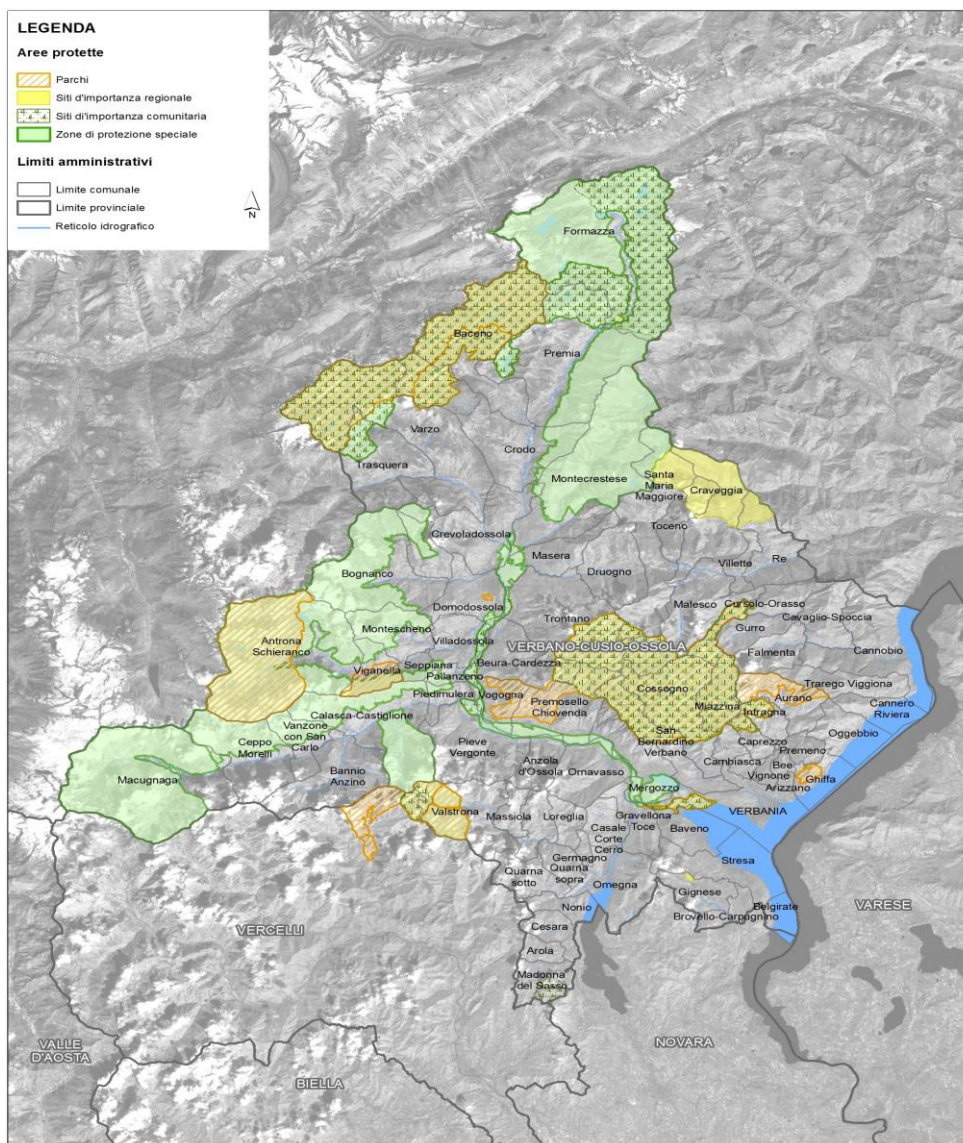 LEGENDA
Aree protette
Parchi
Siti d'importanza regionale
Siti di'importanza comunitaria
Zone di protezione speciale
Limiti amministrativi
Limite comunale
Limite provinciale
Reticolo idrografico
N
Formazza
Baceno
Premia
Varzo
Crodo
Trasquera
Montecrestese
Santa
Maria
Maggiore
Craveggia
Toceno
Crevoladossola
Masera
Villette
Re
Druogno
Bognanco
Domodossola
Malesco
Cursolo-Orasso
Trontano
Cavaglio-Spoccia
Gurro
Montescheno
Antrona
Schieranco
Villadossola
VERBANO-CUSIO-OSSOLA
Falmenta
Cannobio
Seppiana
Beura-Cardezza
Viganella
Pallanzeno
Cossogno
Trarego Viggiona
Piedimulera
Vogogna
Premosello
Chiovenda
Aurano
Miazzina
Intragna
Cannero
Riviera
Calasca-Castiglione
Vanzone
con San
Carlo
Oggebbio
San
Bernardino
Verbano
Ceppo
Morelli
Pieve
Vergonte
Caprezzo
Premeno
Macugnaga
Bannio
Anzino
Anzola
d'Ossola
Ornavasso
Cambiasca
Bee
Vignone
Arizzano
Ghiffa
Mergozzo
Valstrona
Massiola
Loreglia
Gravellona
Toce
VERBANIA
Casale
Corte
Cerro
Baveno
Stresa
Germagno
Quarna
sopra
Quarna
sotto
Omegna
Gignese
Nonio
Belgirate
Brovello-Carpugnino
VARESE
Cesara
VERCELLI
Arola
Madonna
del Sasso
VALLE
D'AOSTA
NOVARA
BIELLA